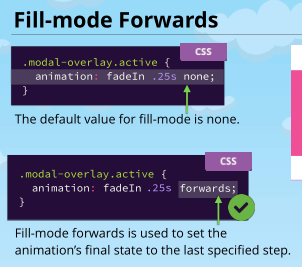 Fill-mode Forwards
CSS
.modal-overlay.active {
animation: fadeIn .25s none;
}
The default value for fill-mode is none.
CSS
.modal-overlay.active {
animation: fadeIn .25s forwards;
}
Fill-mode forwards is used to set the
animation's final state to the last specified step.